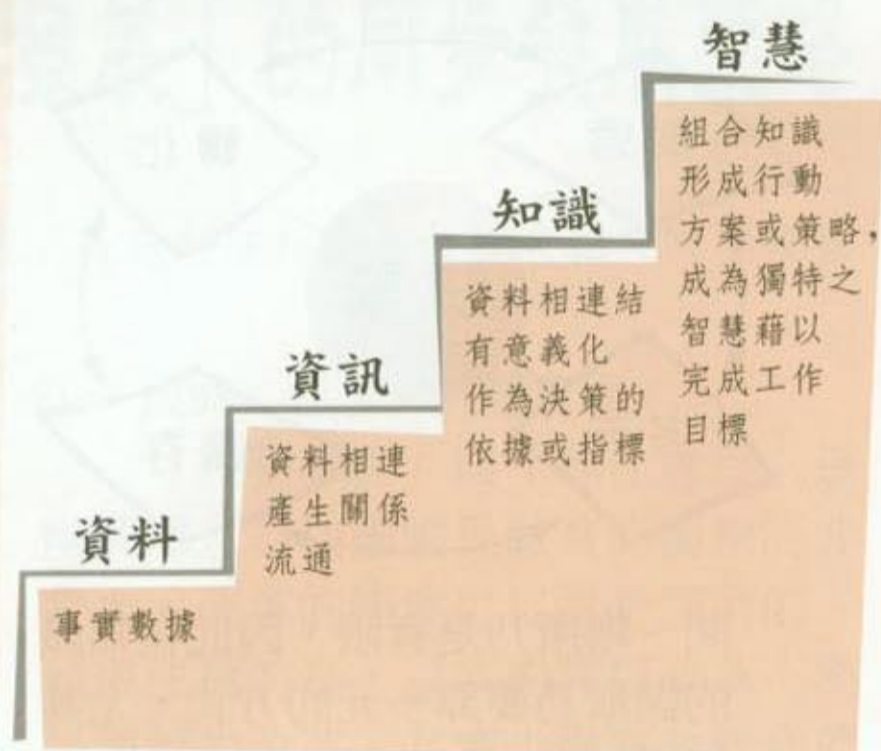 智慧
組合知識
形成行動
方案或策略，
成為獨特之
智慧藉以
完成工作
目標
知識
資料相連結
有意義化
作為決策的
依據或指標
資訊
資料相連
產生關係
流通
資料
事實數據